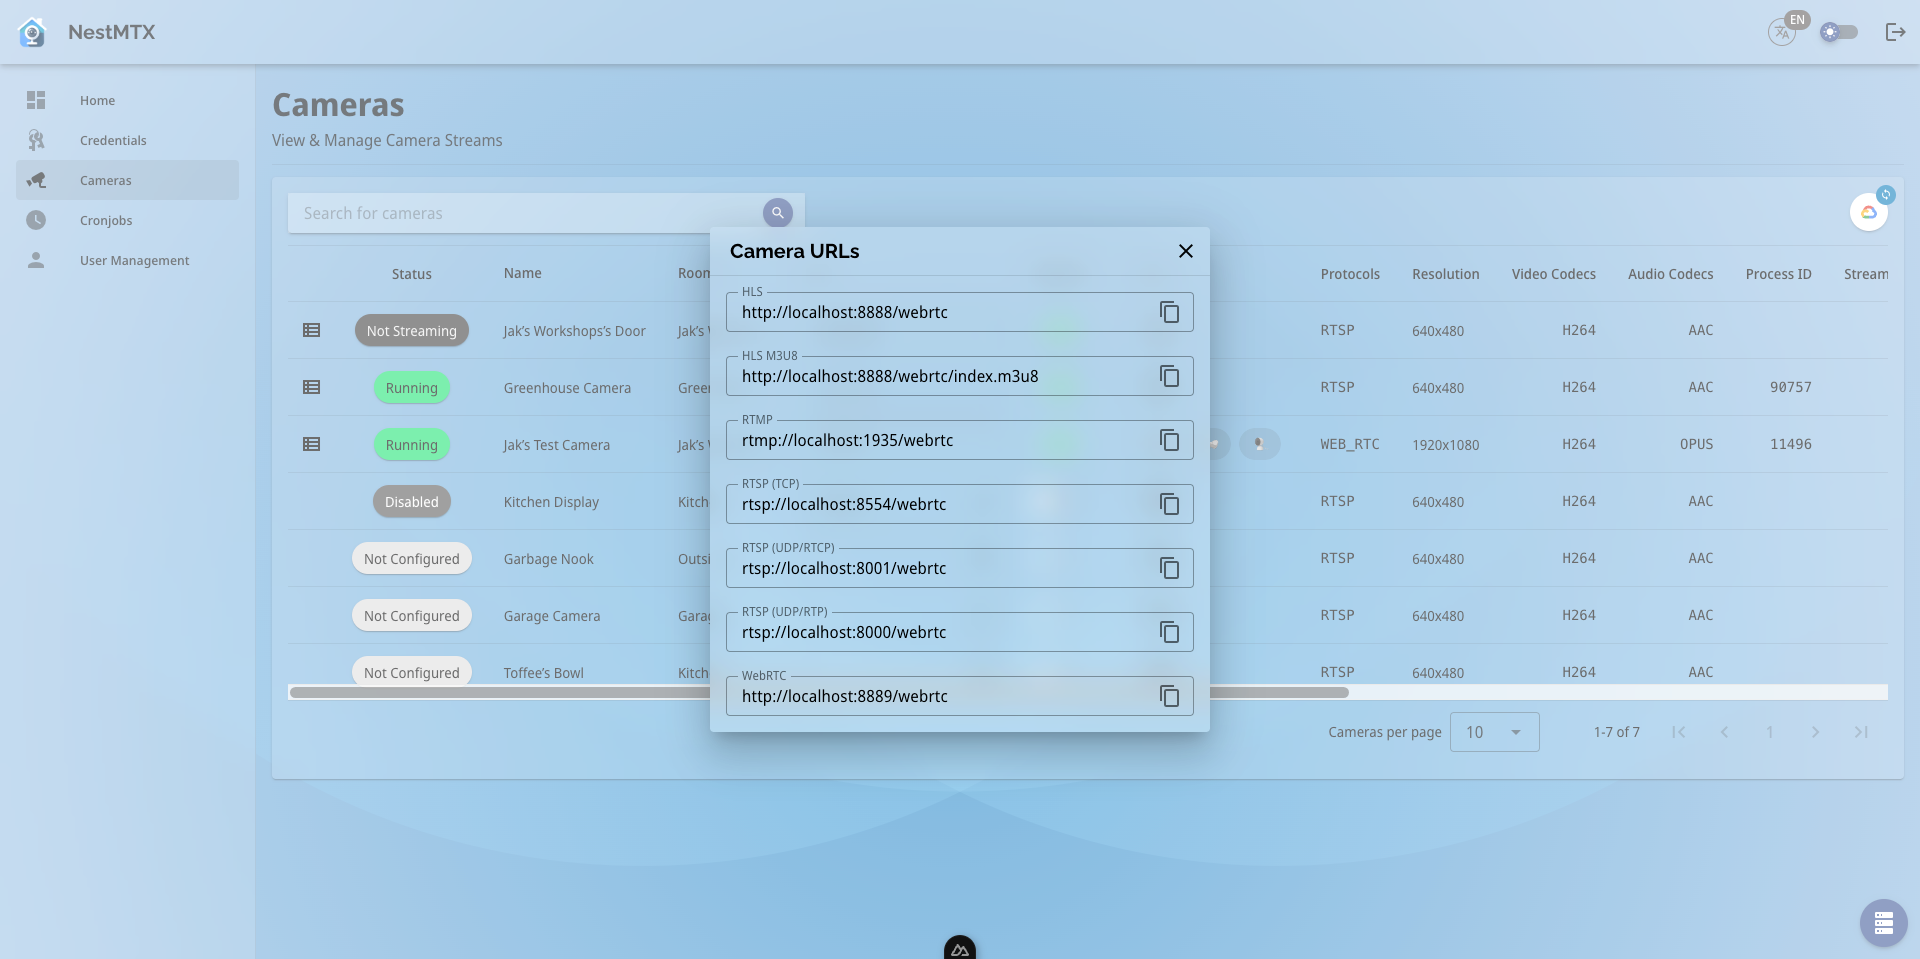 NestMTX
EN
Home
Credentials
Cameras
Cronjobs
User Management
Cameras
View & Manage Camera Streams
Search for cameras
Status Name Room Protocols Resolution Video Codecs Audio Codecs Process ID Stream
Not Streaming Jak's Workshops's Door Jak's RTSP 640x480 H264 AAC
Running Greenhouse Camera RTSP 640x480 H264 AAC 90757
Running Jak's Test Camera Jak's WEB_RTC 1920x1080 H264 OPUS 11496
Disabled Kitchen Display Kitch RTSP 640x480 H264 AAC
Not Configured Garbage Nook Outsi RTSP 640x480 H264 AAC
Not Configured Garage Camera Garag RTSP 640x480 H264 AAC
Not Configured Toffee's Bowl Kitch RTSP 640x480 H264 AAC
Cameras per page 10 1-7 of 7 1
Camera URLs
HLS
http://localhost:8888/webrtc
HLS M3U8
http://localhost:8888/webrtc/index.m3u8
RTMP
rtmp://localhost:1935/webrtc
RTSP (TCP)
rtsp://localhost:8554/webrtc
RTSP (UDP/RTCP)
rtsp://localhost:8001/webrtc
RTSP (UDP/RTP)
rtsp://localhost:8000/webrtc
WebRTC
http://localhost:8889/webrtc